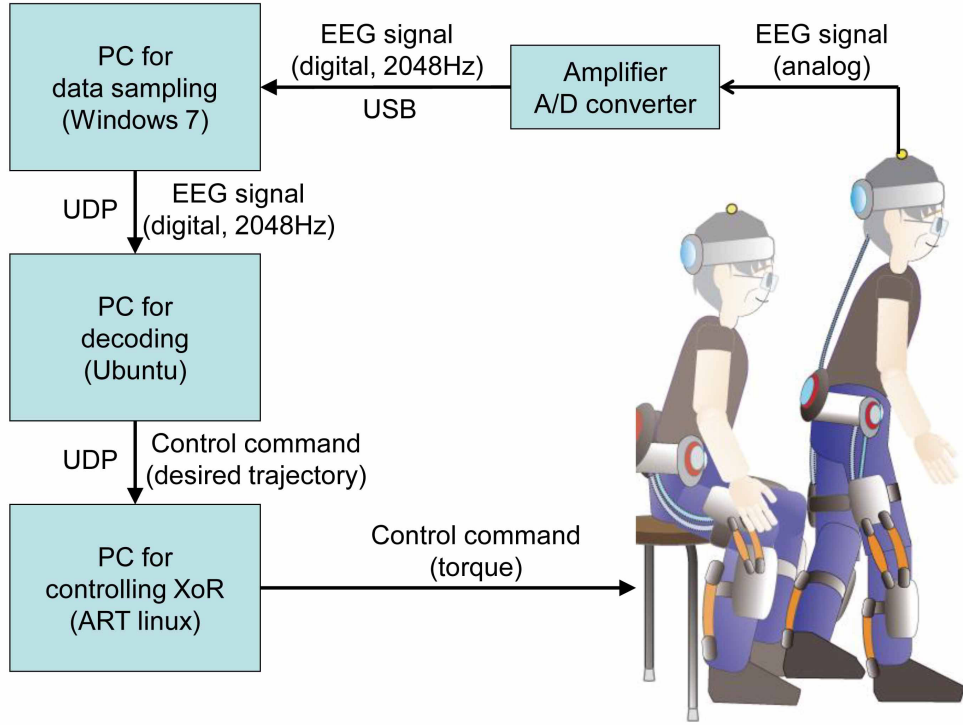 PC for
data sampling
(Windows 7)
EEG signal
(digital, 2048Hz)
USB
Amplifier
A/D converter
EEG signal
(analog)
UDP
EEG signal
(digital, 2048Hz)
PC for
decoding
(Ubuntu)
UDP
Control command
(desired trajectory)
PC for
controlling XoR
(ART linux)
Control command
(torque)